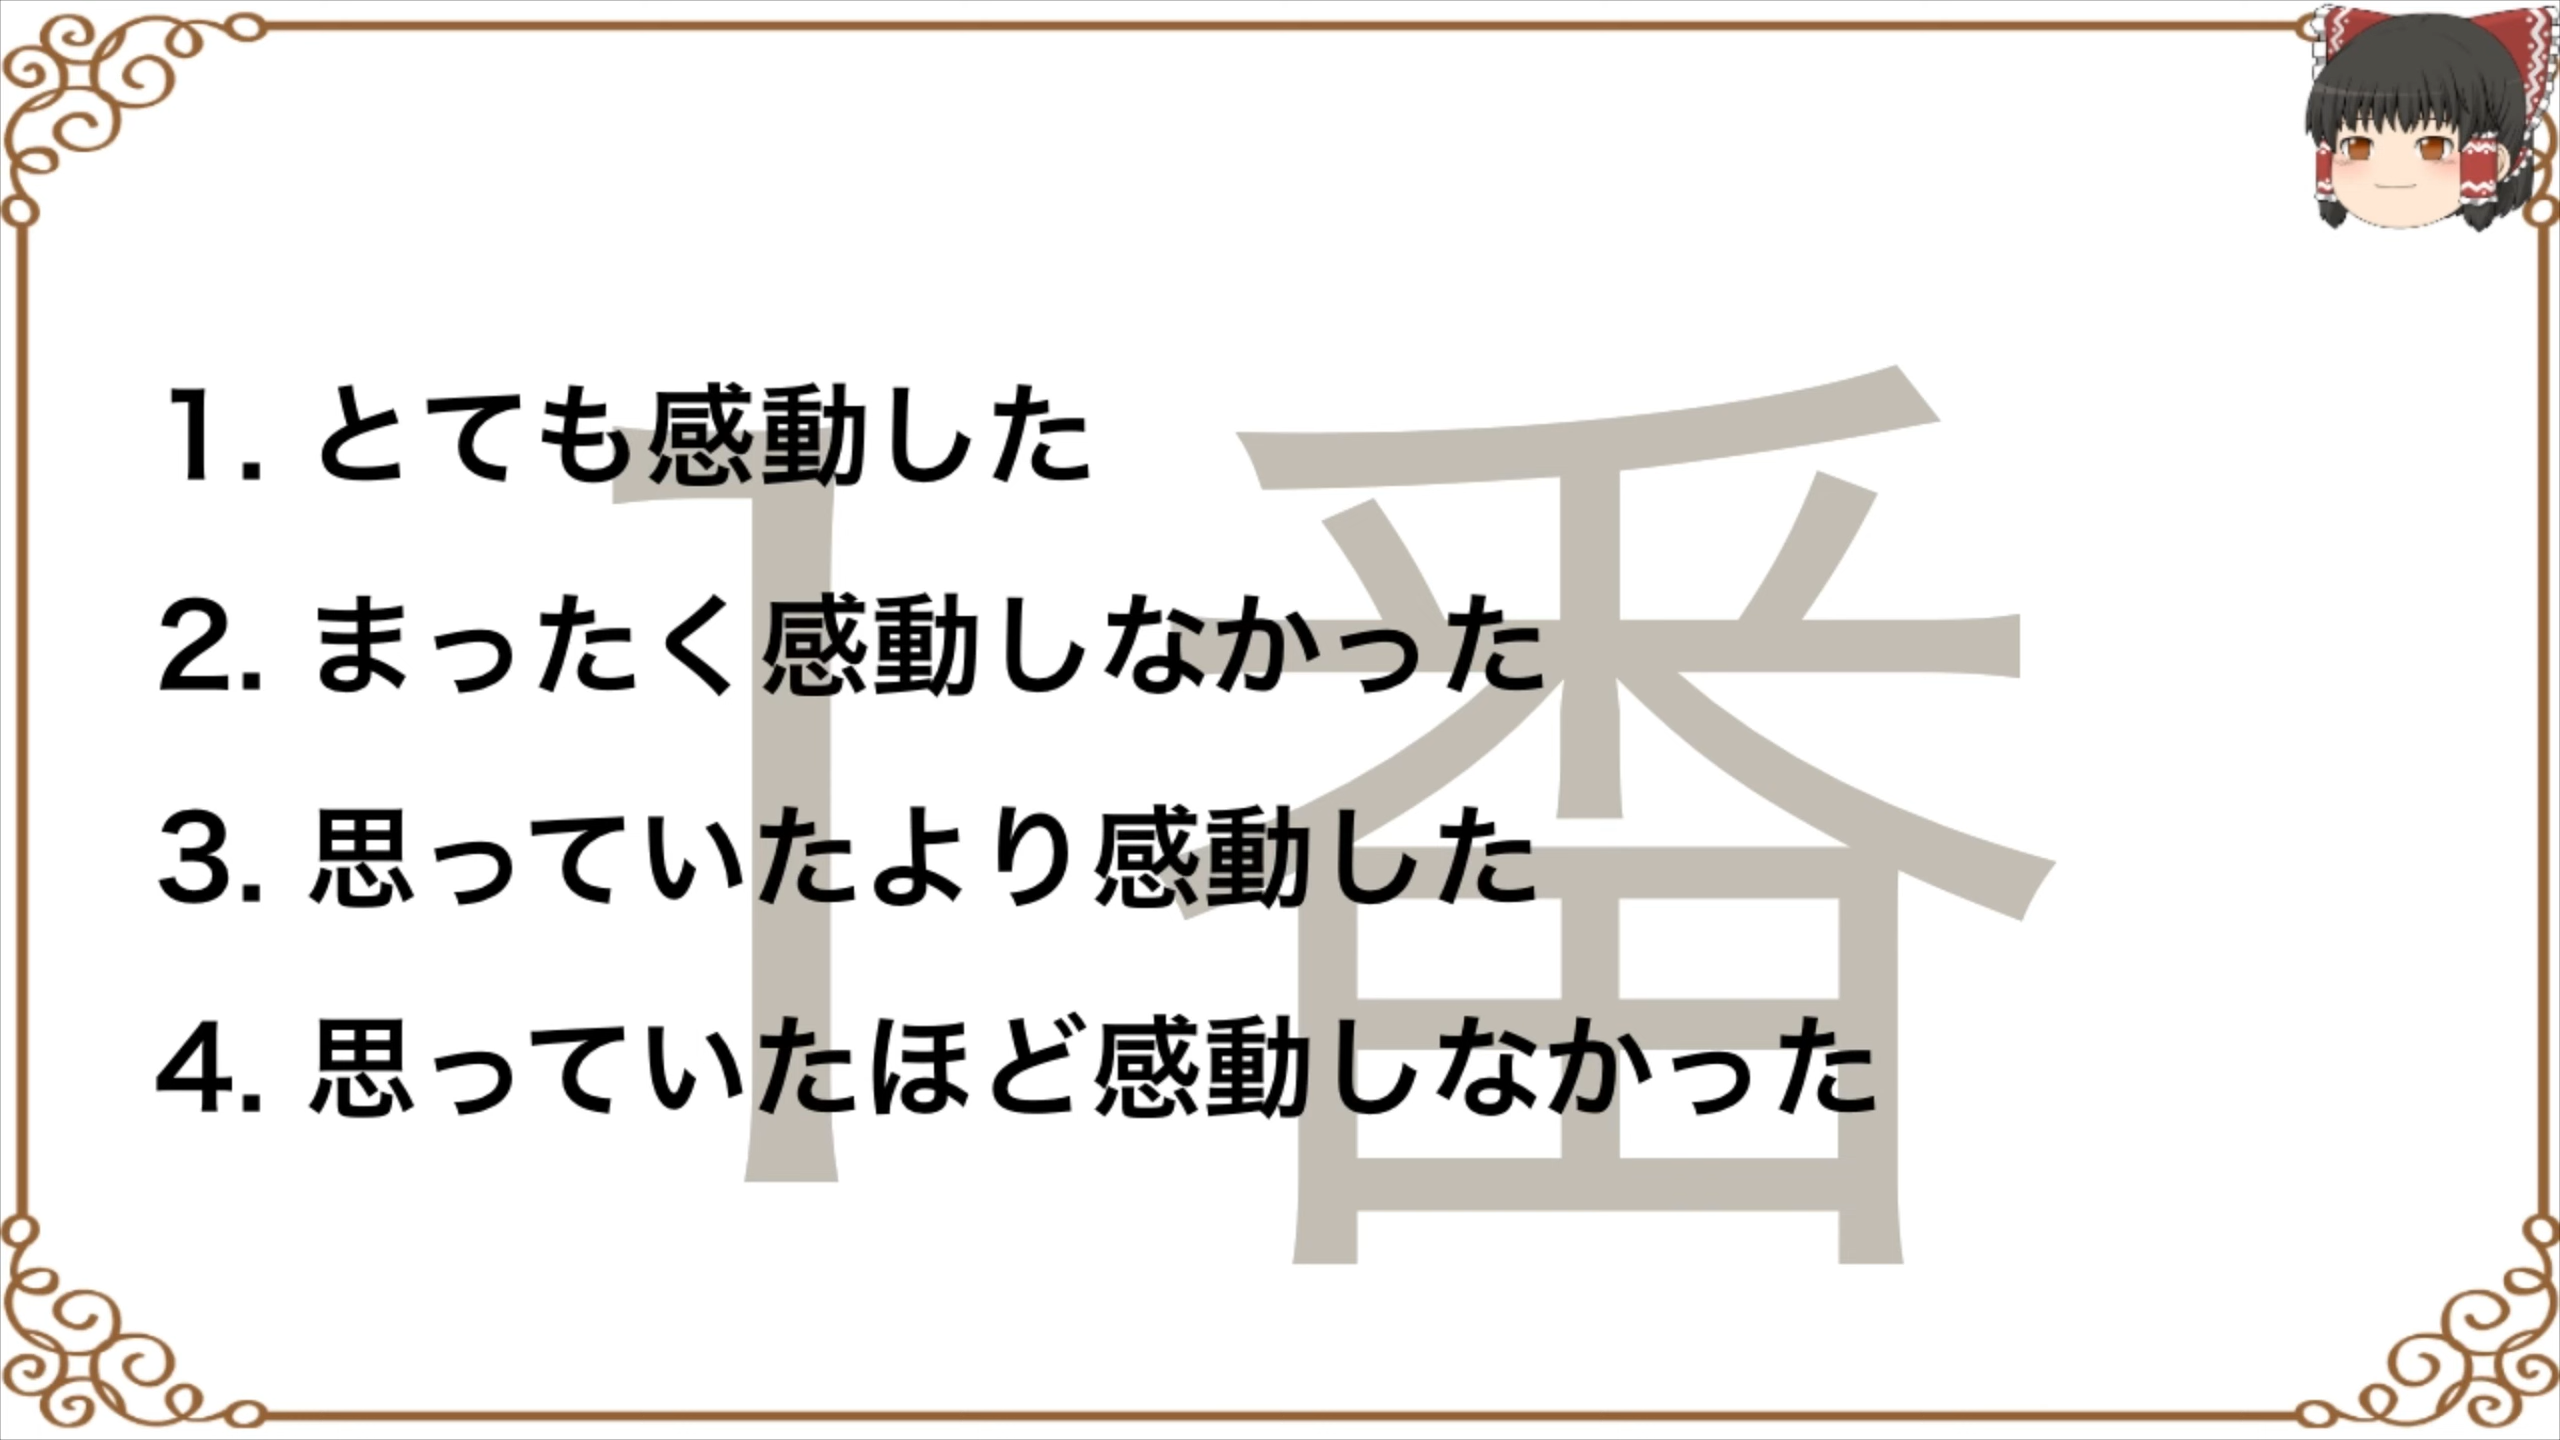 1番
1. とても感動した
2. まったく感動しなかった
3. 思っていたより感動した
4. 思っていたほど感動しなかった